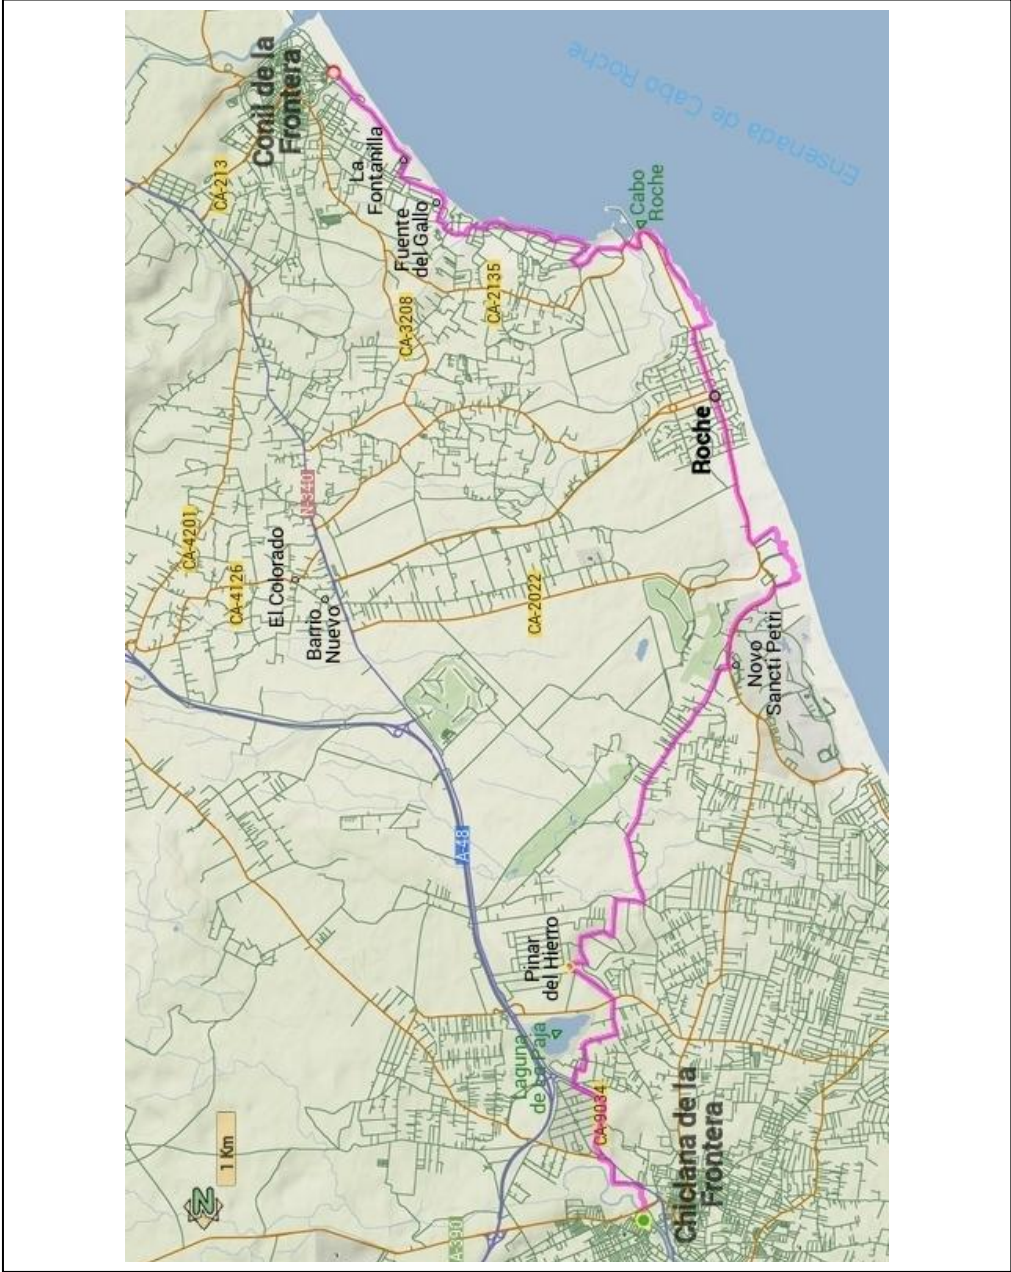 Conil de la
Frontera
La
Fontanilla
Fuente
del Gallo
CA-213
CA-3208
CA-2135
Ensenada de Cabo Roche
Cabo
Roche
Roche
N-340
CA-4201
CA-4126
El Colorado
Barrio
Nuevo
CA-2022
Novo
Sancti Petri
A-48
Pinar
del Hierro
Laguna
de La Paja
CA-9034
Chiclana de la
Frontera
1 Km
N
A-390